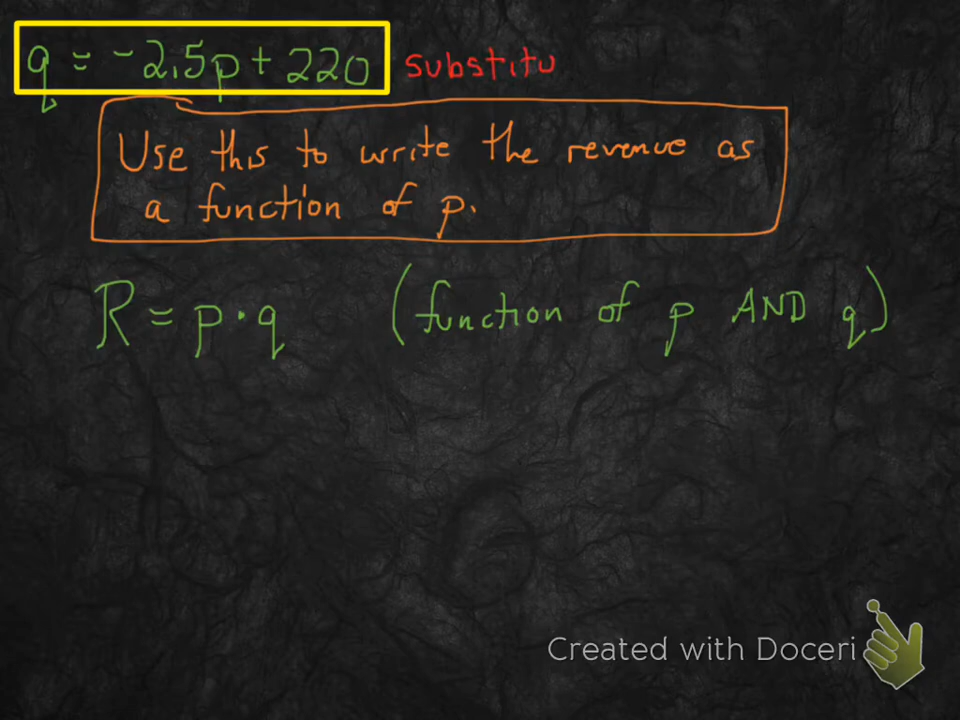 q = -2.5p + 220 substitu
Use this to write the revenue as
a function of p.
R = p · q (function of p AND q)
Created with Doceri